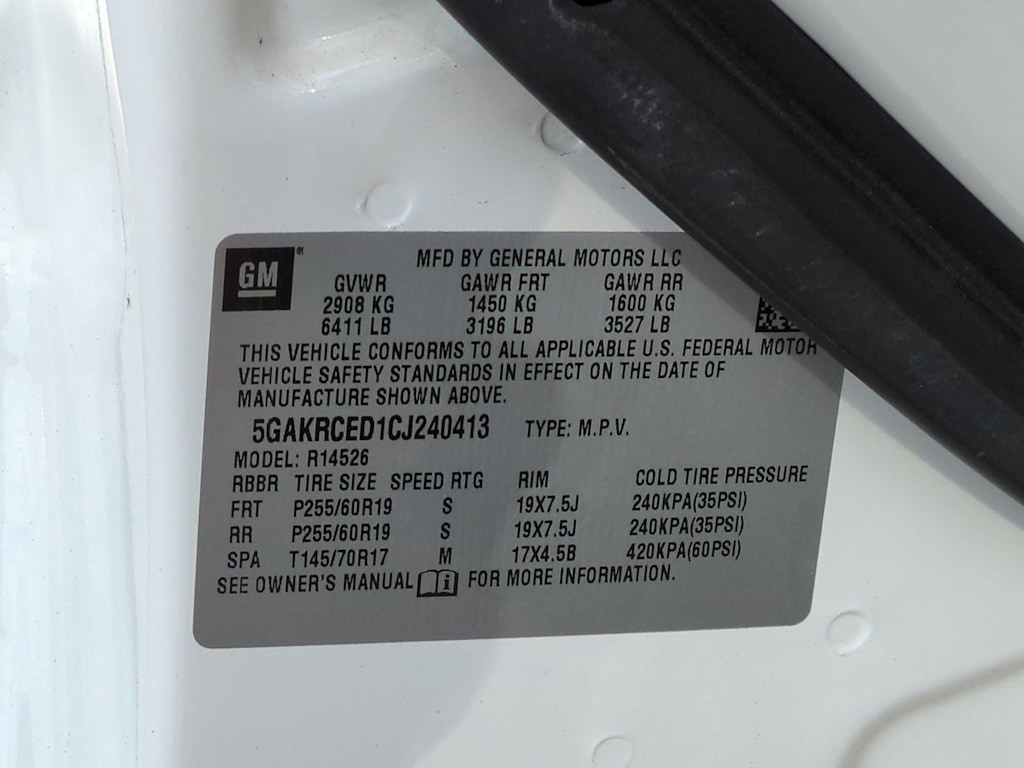 GM ® MFD BY GENERAL MOTORS LLC
GVWR GAWR FRT GAWR RR
2908 KG 1450 KG 1600 KG
6411 LB 3196 LB 3527 LB
THIS VEHICLE CONFORMS TO ALL APPLICABLE U.S. FEDERAL MOTOR
VEHICLE SAFETY STANDARDS IN EFFECT ON THE DATE OF
MANUFACTURE SHOWN ABOVE.
5GAKRCED1CJ240413 TYPE: M.P.V.
MODEL: R14526
RBBR TIRE SIZE SPEED RTG RIM COLD TIRE PRESSURE
FRT P255/60R19 S 19X7.5J 240KPA(35PSI)
RR P255/60R19 S 19X7.5J 240KPA(35PSI)
SPA T145/70R17 M 17X4.5B 420KPA(60PSI)
SEE OWNER'S MANUAL i FOR MORE INFORMATION.